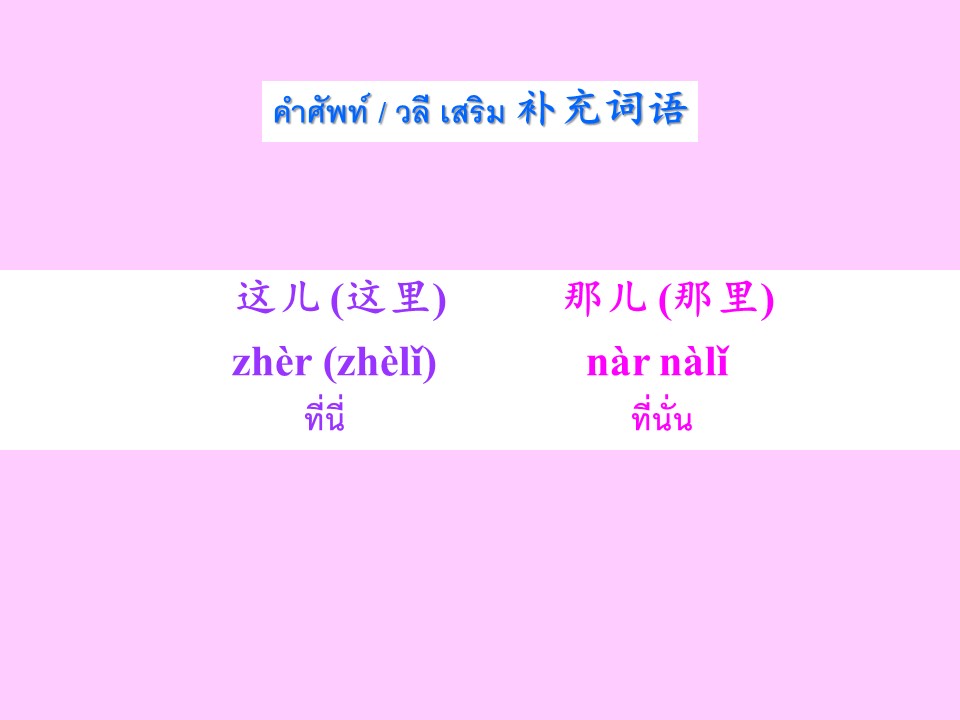 คำศัพท์ / วลี เสริม 补充词语
这儿 (这里) 那儿 (那里)
zhèr (zhèlǐ) nàr nàlǐ
ที่นี่ ที่นั่น